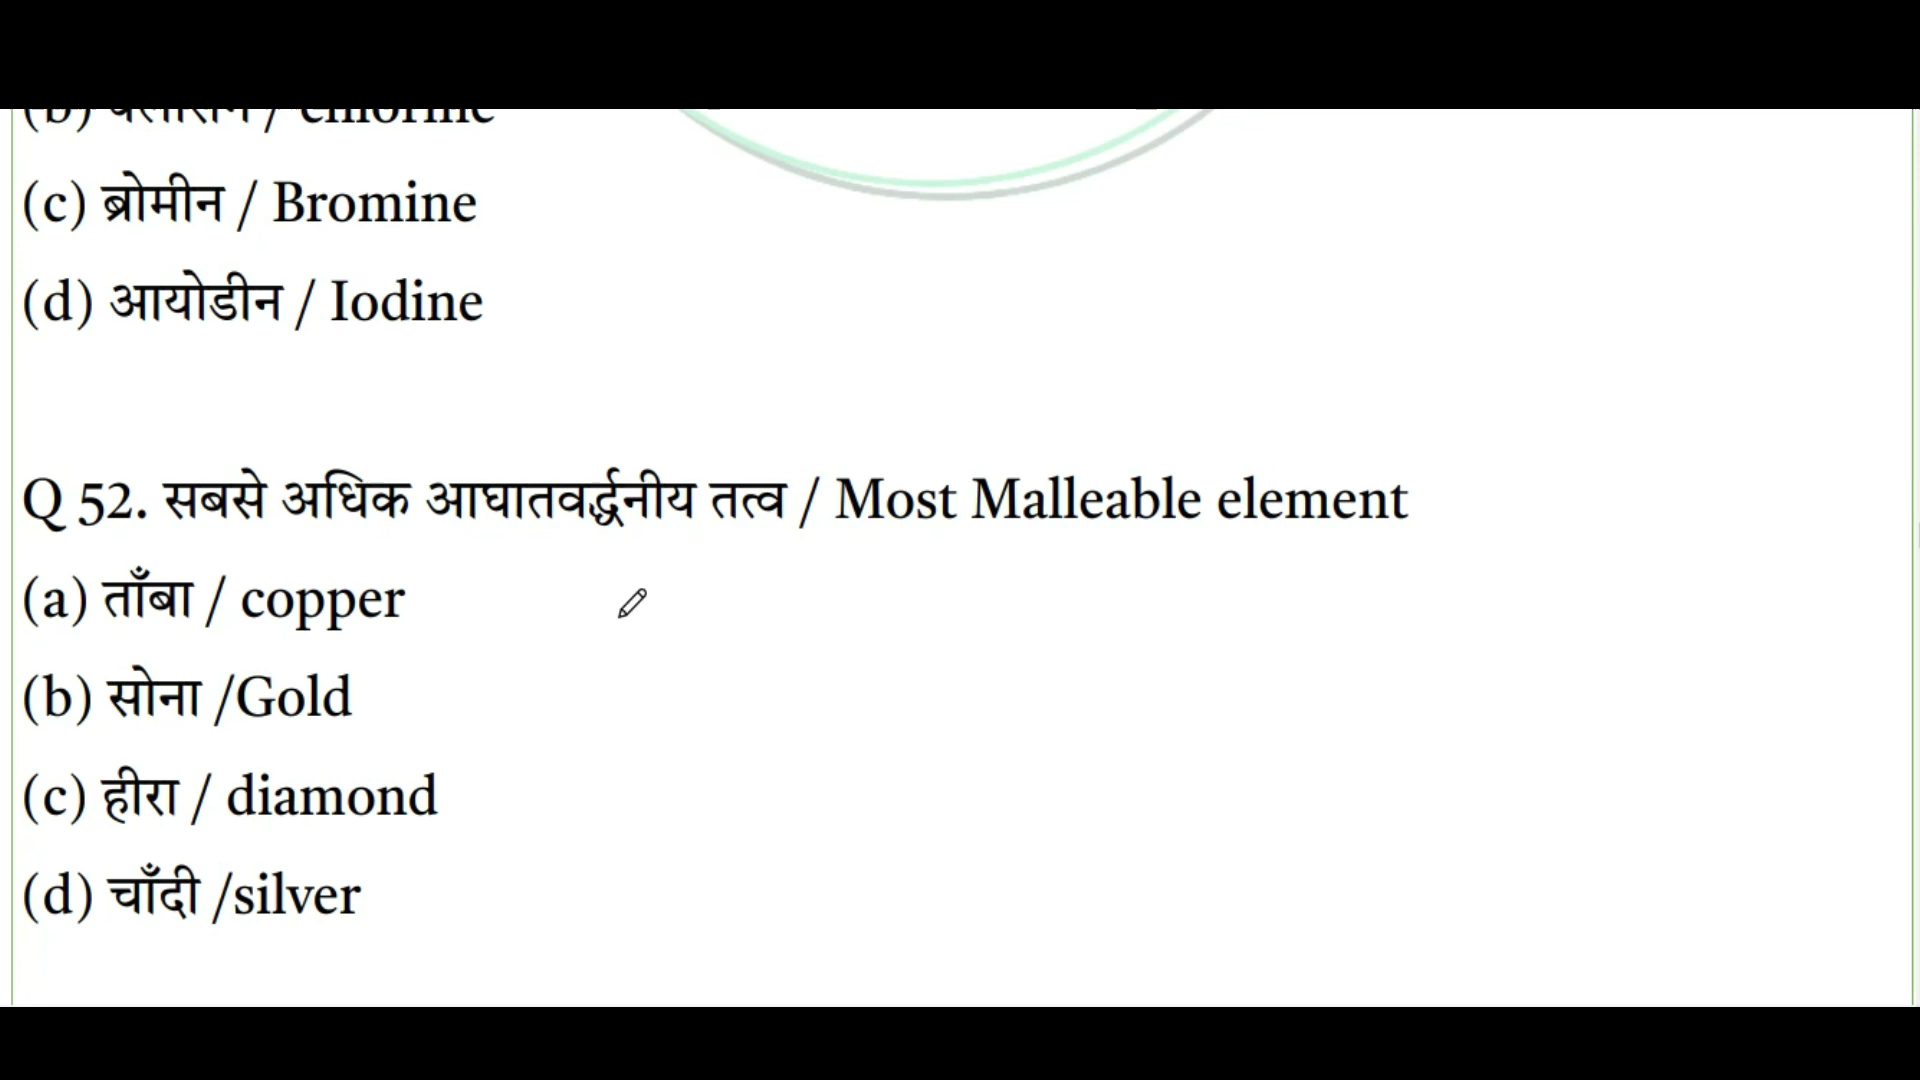 (c) ब्रोमीन / Bromine
(d) आयोडीन / Iodine
Q 52. सबसे अधिक आघातवर्द्धनीय तत्व / Most Malleable element
(a) ताँबा / copper
(b) सोना /Gold
(c) हीरा / diamond
(d) चाँदी /silver